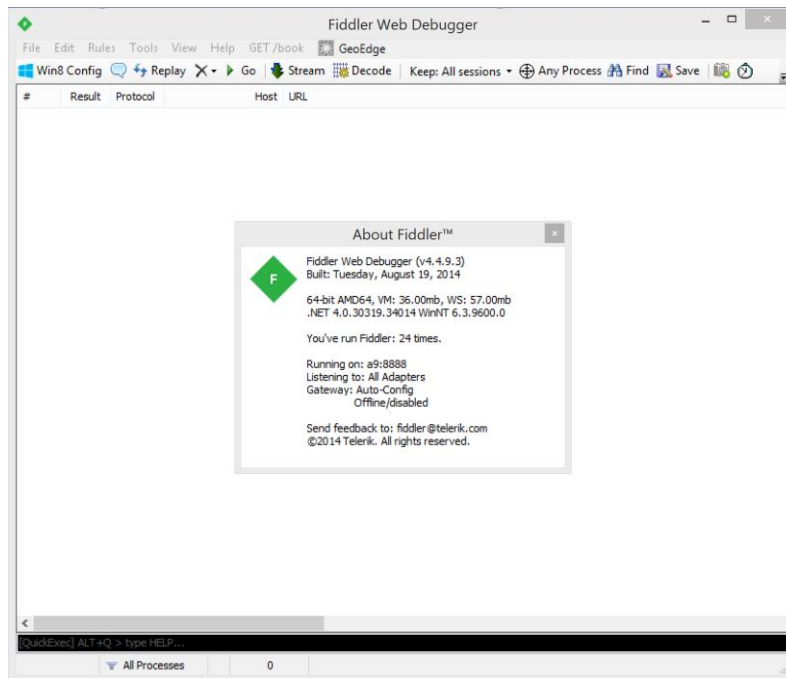 Fiddler Web Debugger
File Edit Rules Tools View Help GET /book GeoEdge
Win8 Config Replay Go Stream Decode Keep: All sessions Any Process Find Save
# Result Protocol Host URL
About Fiddler™
F
Fiddler Web Debugger (v4.4.9.3)
Built: Tuesday, August 19, 2014
64-bit AMD64, VM: 36.00mb, WS: 57.00mb
.NET 4.0.30319.34014 WinNT 6.3.9600.0
You've run Fiddler: 24 times.
Running on: a9:8888
Listening to: All Adapters
Gateway: Auto-Config
Offline/disabled
Send feedback to: fiddler@telerik.com
©2014 Telerik. All rights reserved.
[QuickExec] ALT+Q > type HELP...
All Processes 0